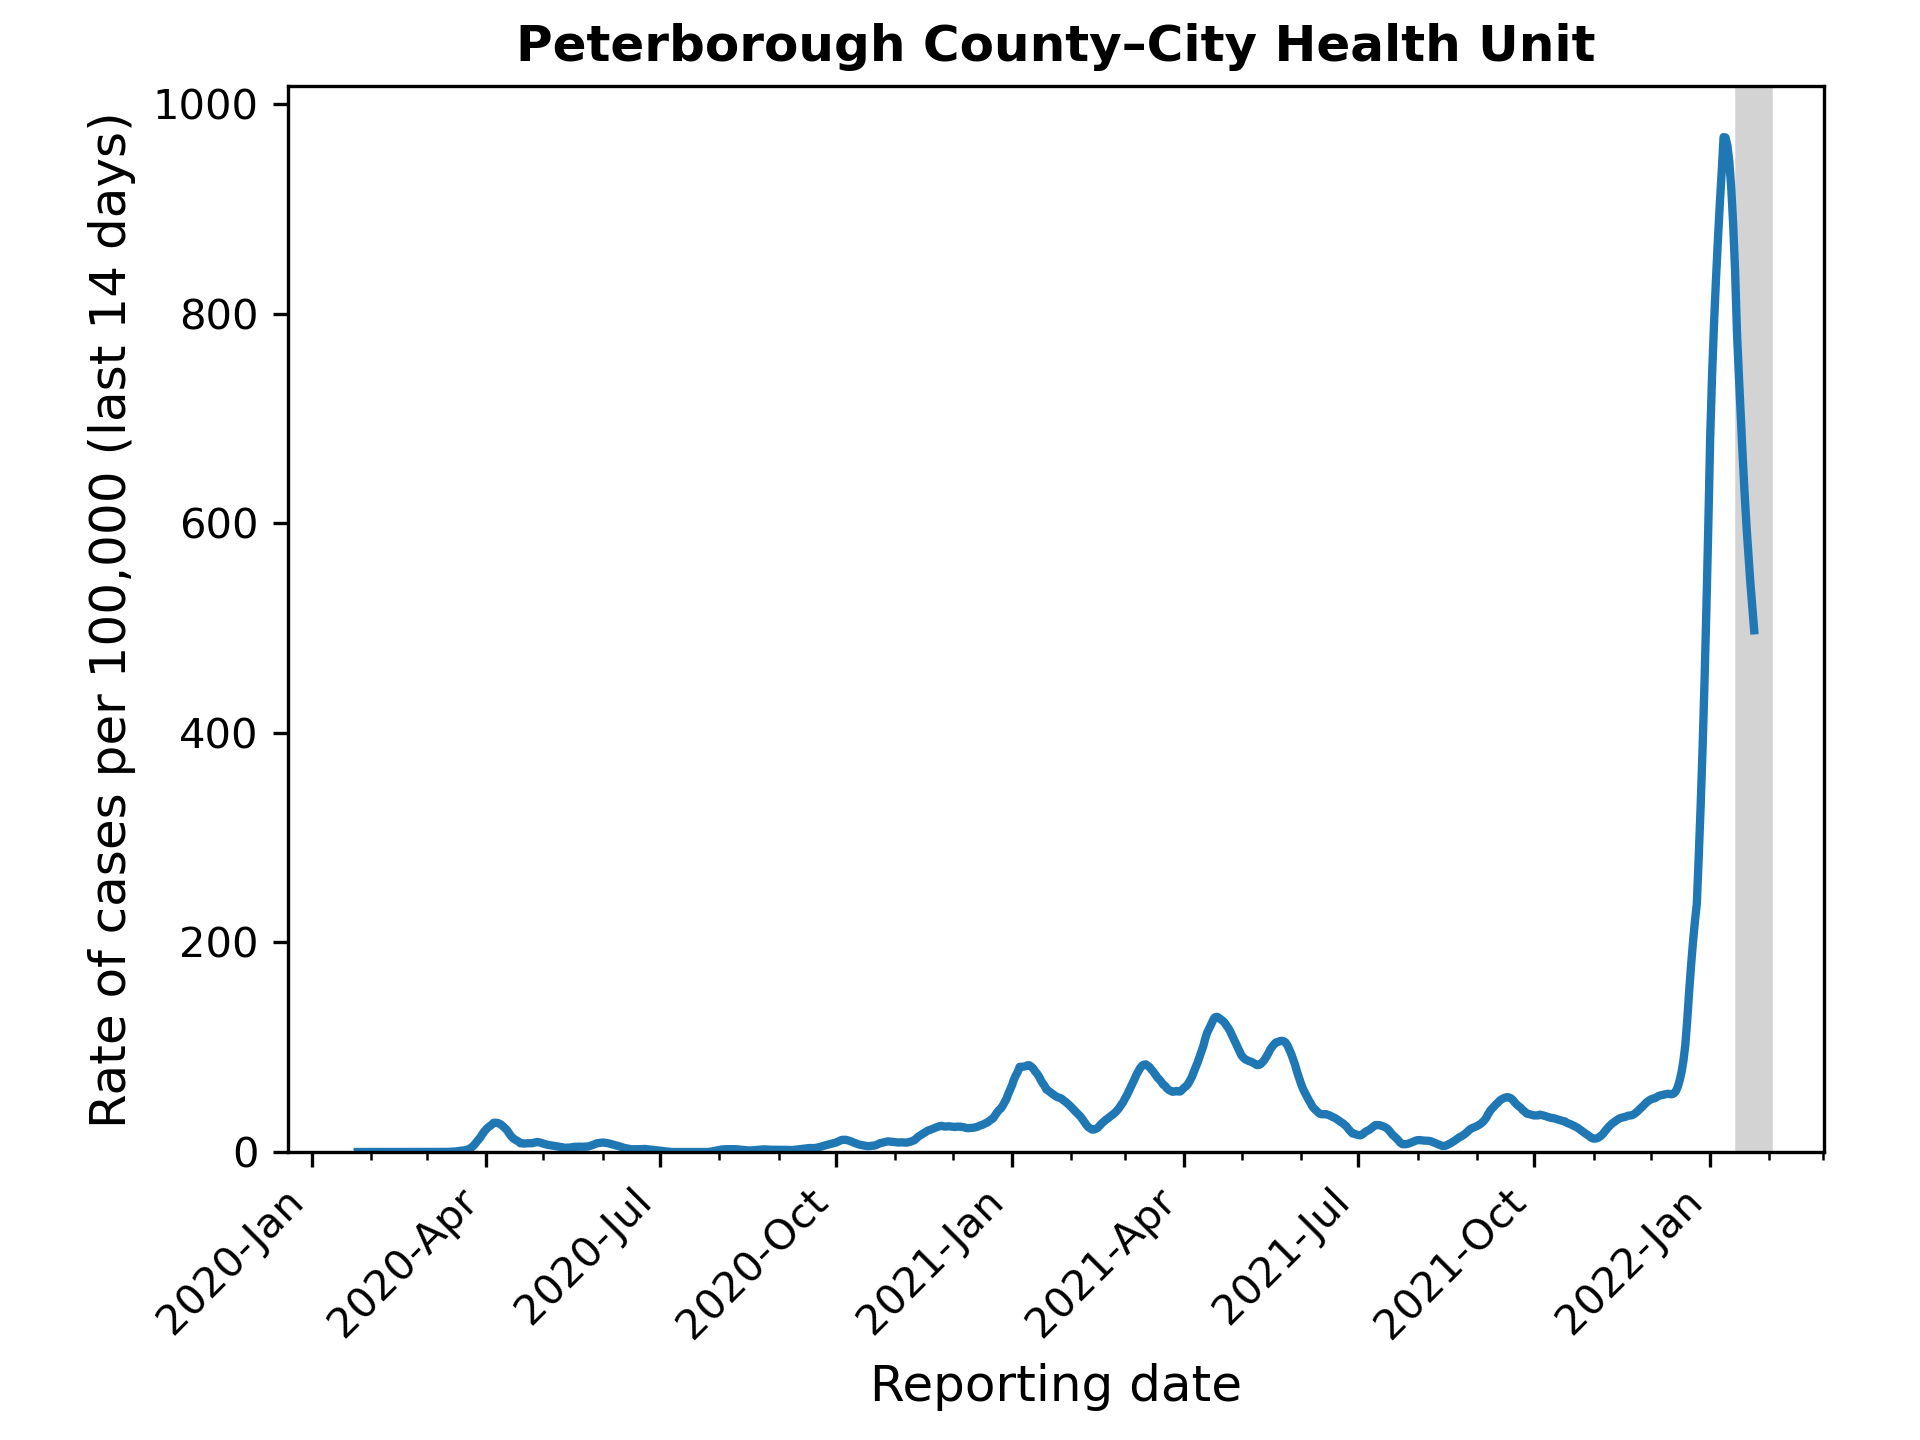 Peterborough County–City Health Unit
Rate of cases per 100,000 (last 14 days)
1000
800
600
400
200
0
2020-Jan
2020-Apr
2020-Jul
2020-Oct
2021-Jan
2021-Apr
2021-Jul
2021-Oct
2022-Jan
Reporting date